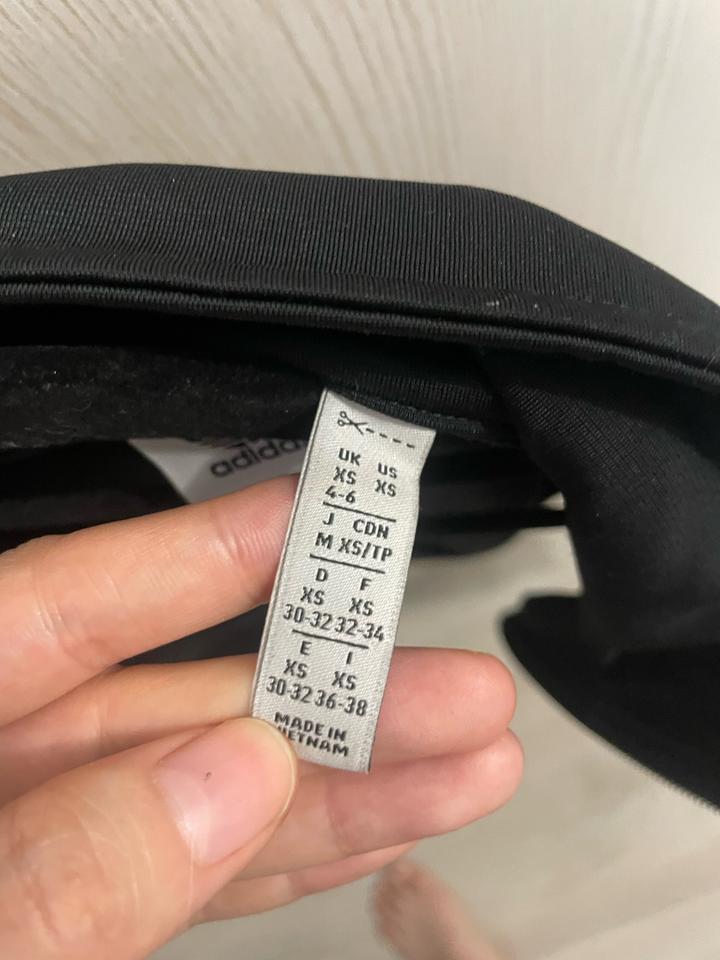 adidas
UK US
XS XS
4-6
J CDN
M XS/TP
D F
XS XS
30-32 32-34
E I
XS XS
30-32 36-38
MADE IN
VIETNAM